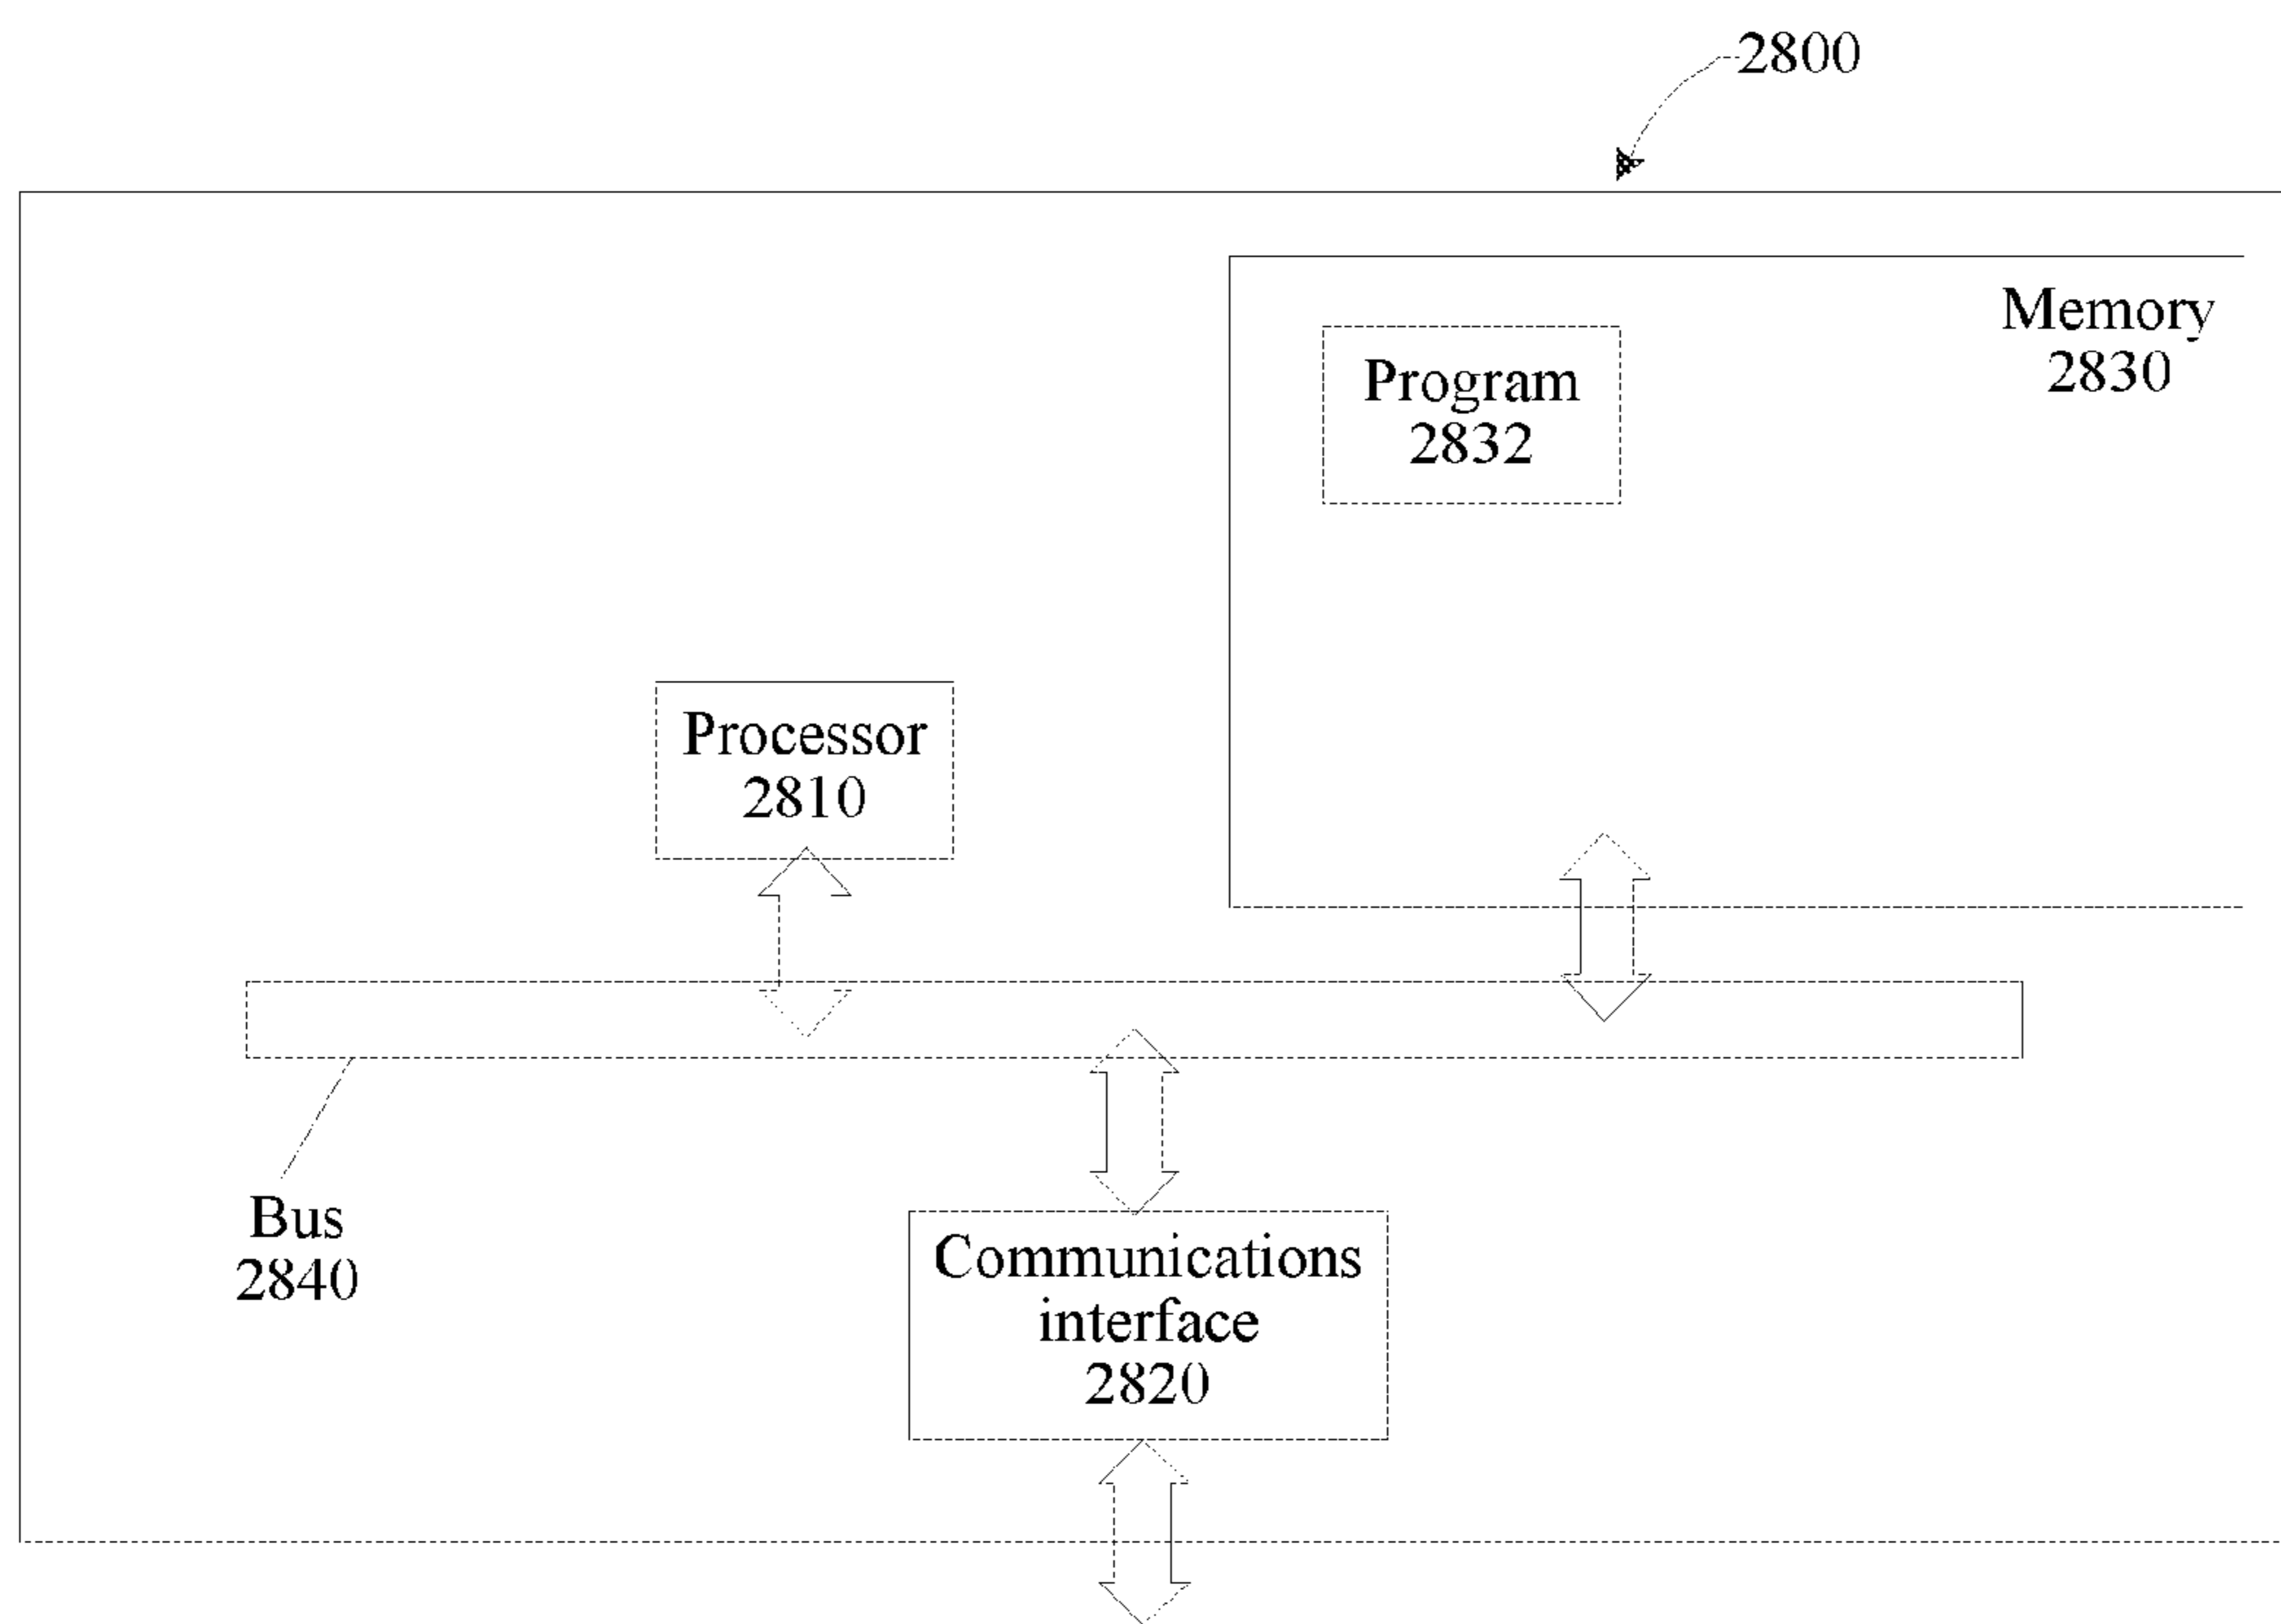 2800
Memory
2830
Program
2832
Processor
2810
Bus
2840
Communications
interface
2820